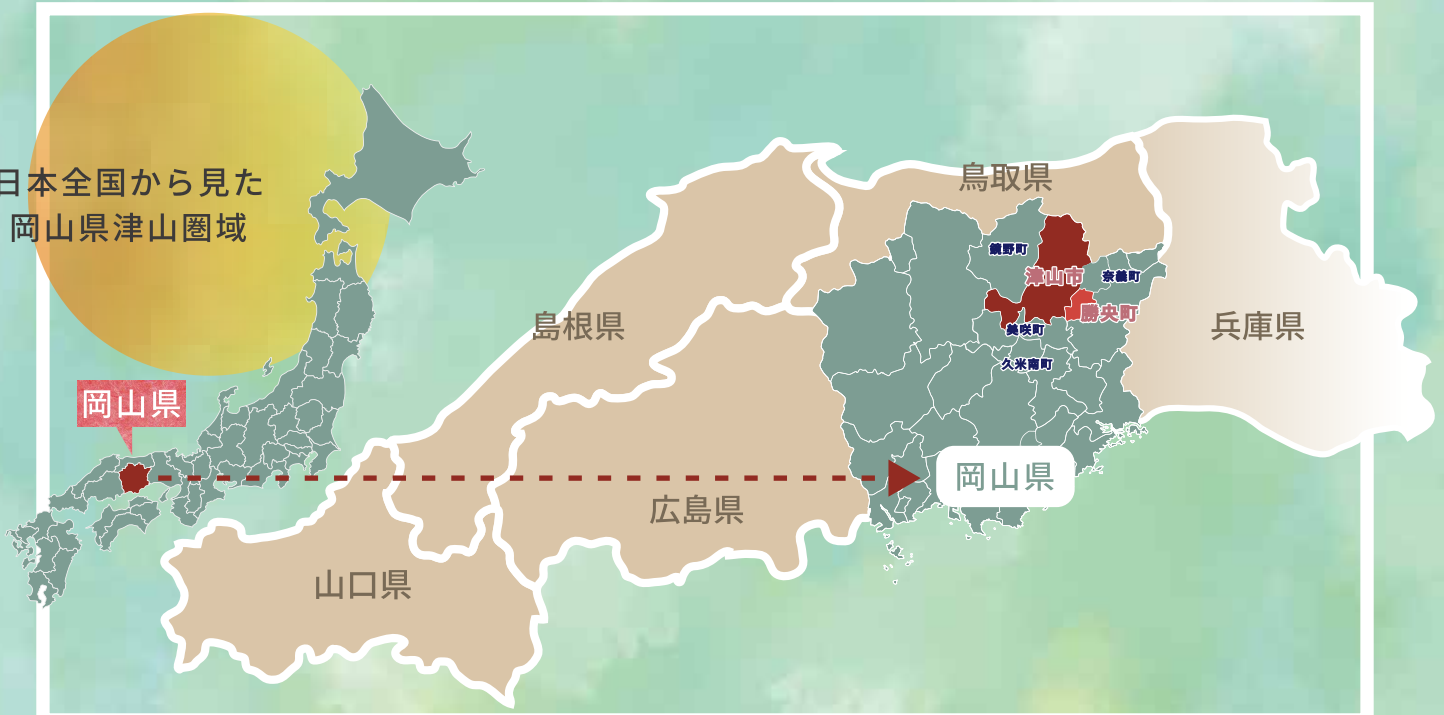 日本全国から見た
岡山県津山圏域
岡山県
鳥取県
鏡野町
津山市
奈義町
勝央町
美咲町
久米南町
島根県
兵庫県
岡山県
広島県
山口県